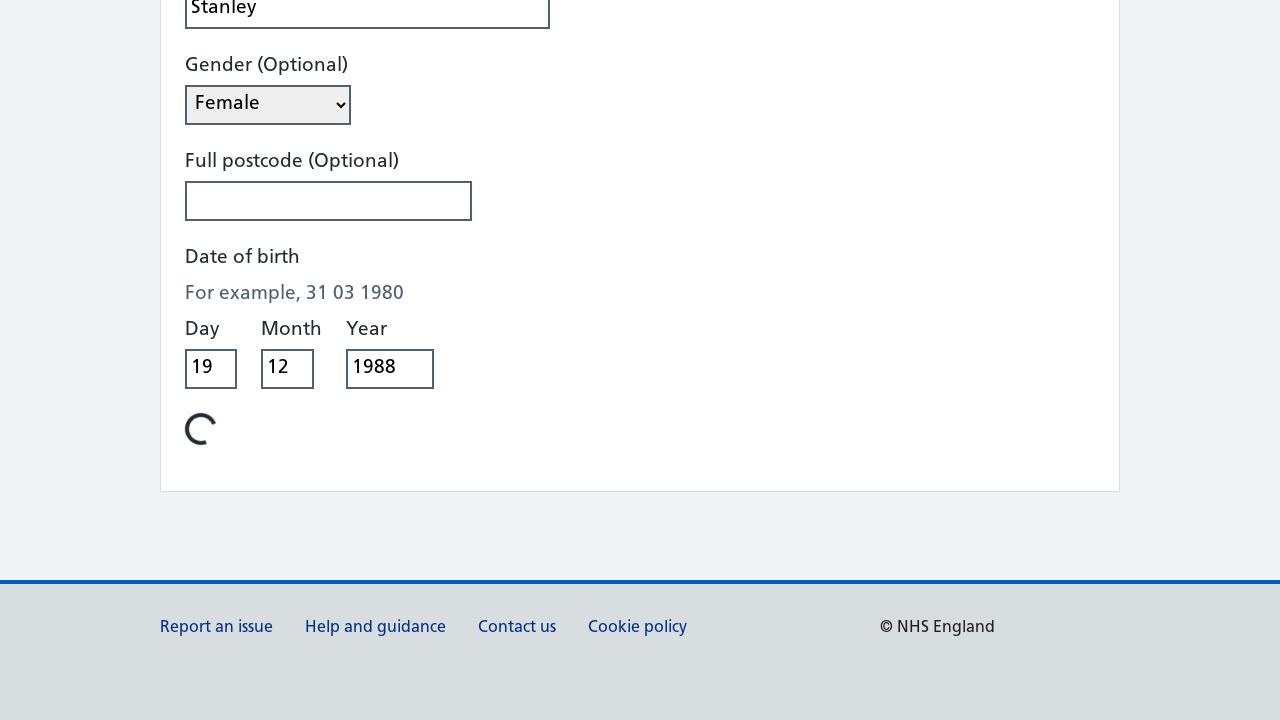 Stanley
Gender (Optional)
Female
Full postcode (Optional)
Date of birth
For example, 31 03 1980
Day Month Year
19 12 1988
Report an issue Help and guidance Contact us Cookie policy © NHS England